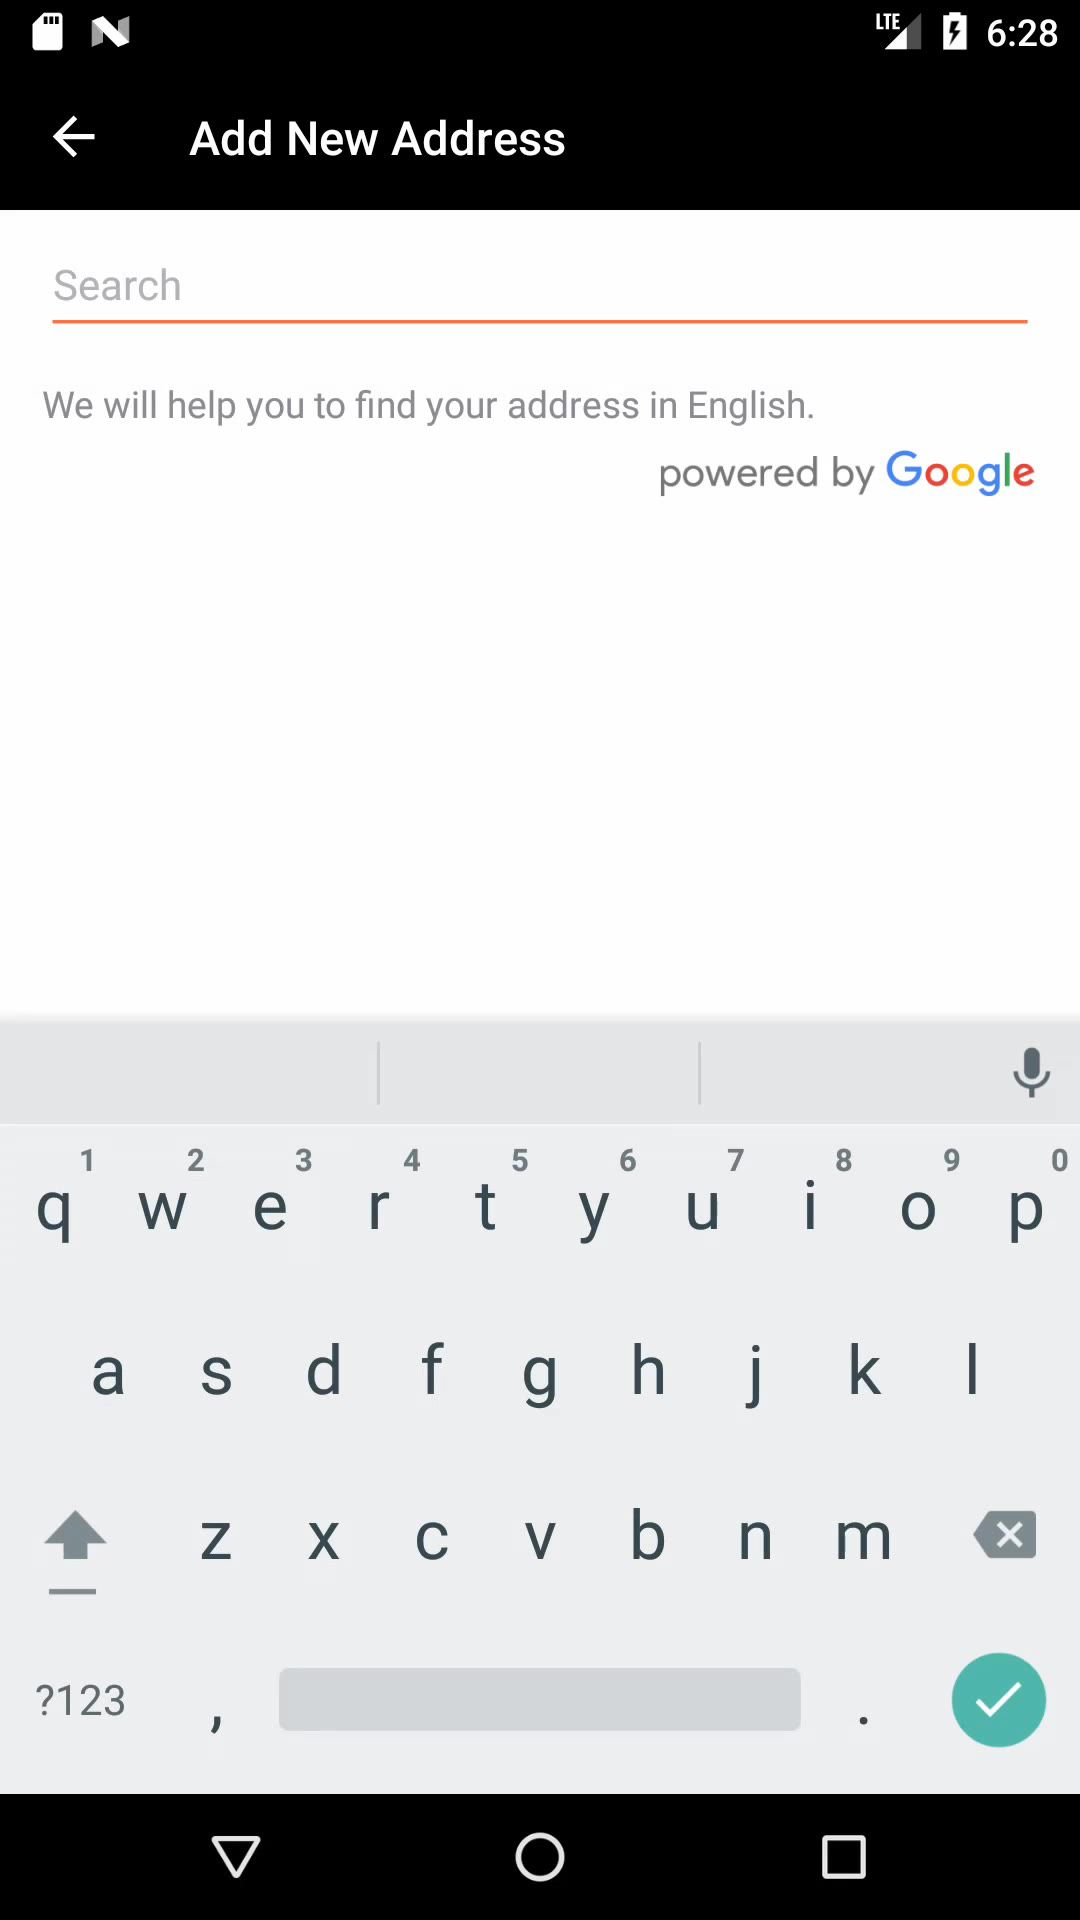 LTE 6:28
Add New Address
Search
We will help you to find your address in English.
powered by Google
1 2 3 4 5 6 7 8 9 0
q w e r t y u i o p
a s d f g h j k l
z x c v b n m
?123 , .